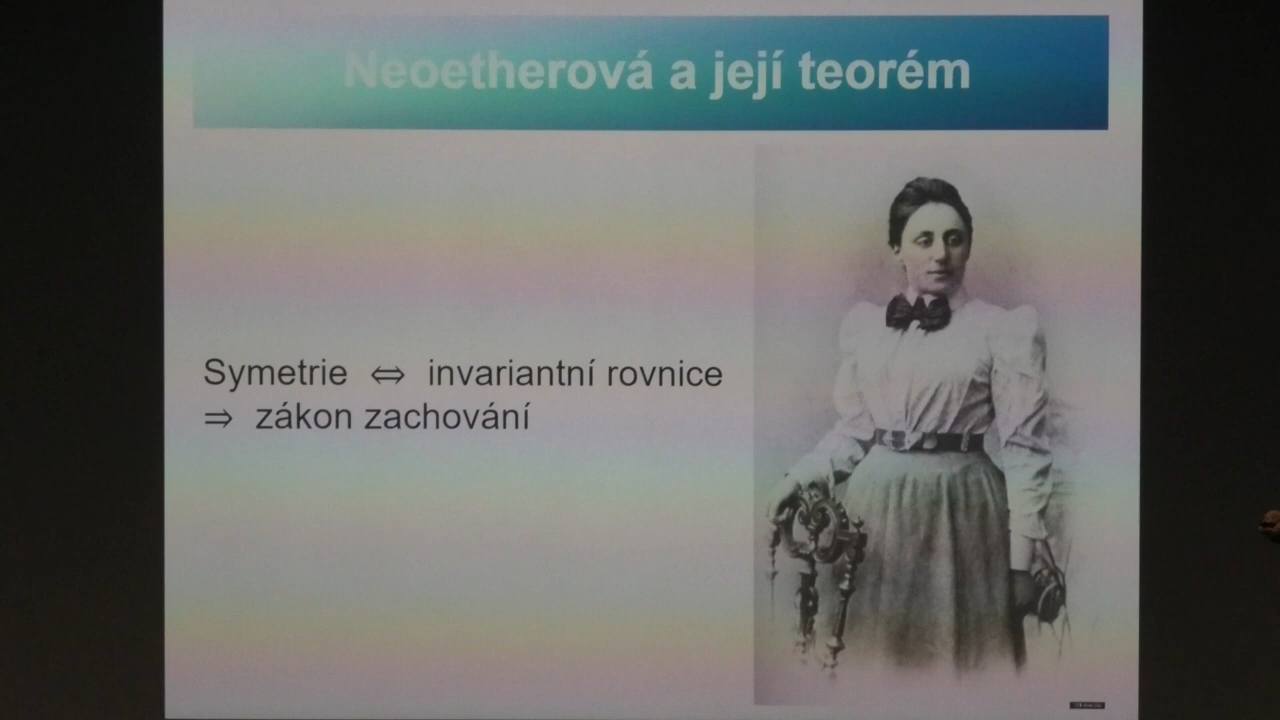 Neoetherová a její teorém
Symetrie ⇔ invariantní rovnice
⇒ zákon zachování